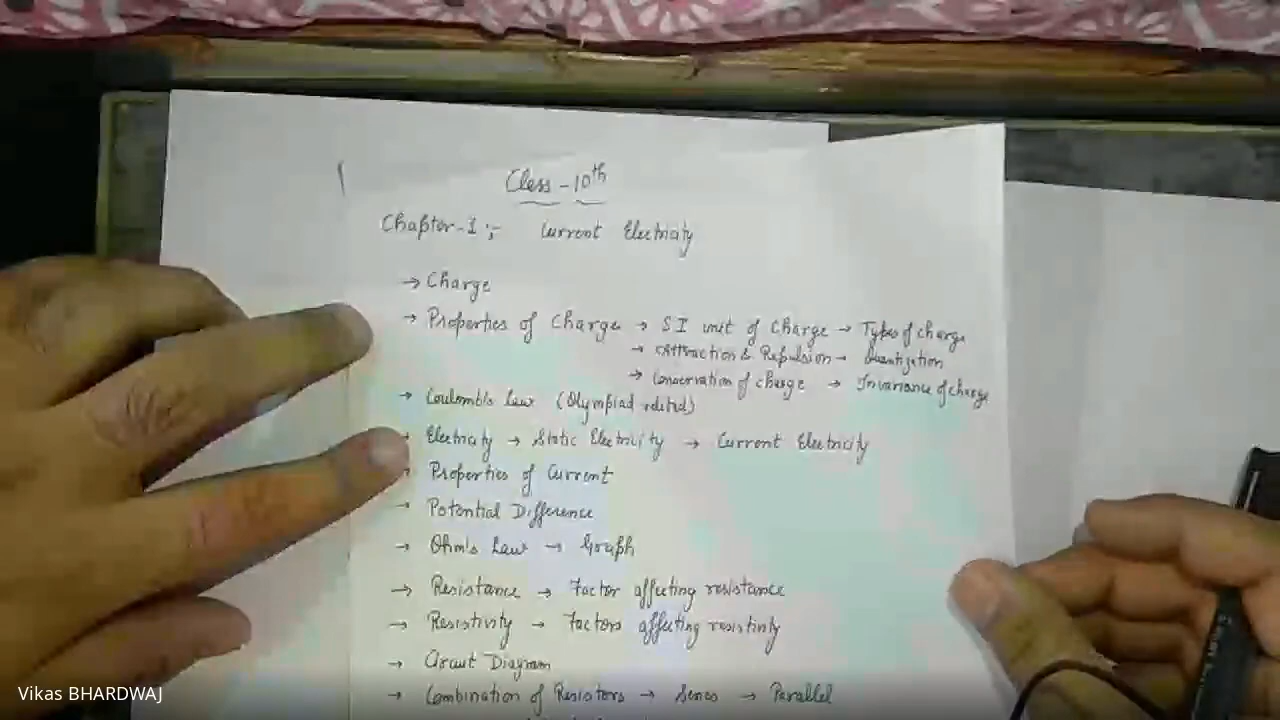 Class - 10th
Chapter-1 :- Current Electricity
→ Charge
→ Properties of Charge → SI unit of Charge → Types of charge
→ Attraction & Repulsion → Quantization
→ Conservation of charge → Invariance of charge
→ Coulomb's Law (Olympiad related)
→ Electricity → Static Electricity → Current Electricity
→ Properties of Current
→ Potential Difference
→ Ohm's Law → Graph
→ Resistance → Factor affecting resistance
→ Resistivity → Factors affecting resistivity
→ Circuit Diagram
→ Combination of Resistors → Series → Parallel
Vikas BHARDWAJ